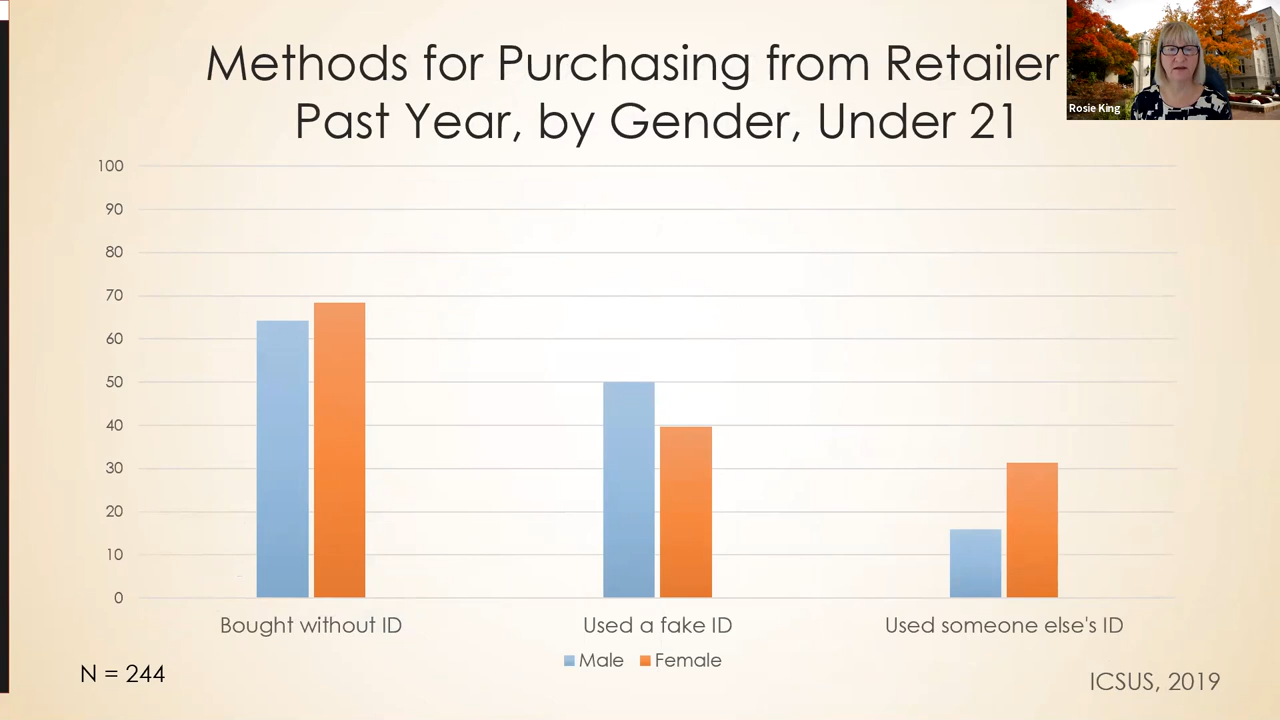 Methods for Purchasing from Retailer
Past Year, by Gender, Under 21
Rosie King
100
90
80
70
60
50
40
30
20
10
0
Bought without ID
Used a fake ID
Used someone else's ID
Male Female
N = 244
ICSUS, 2019